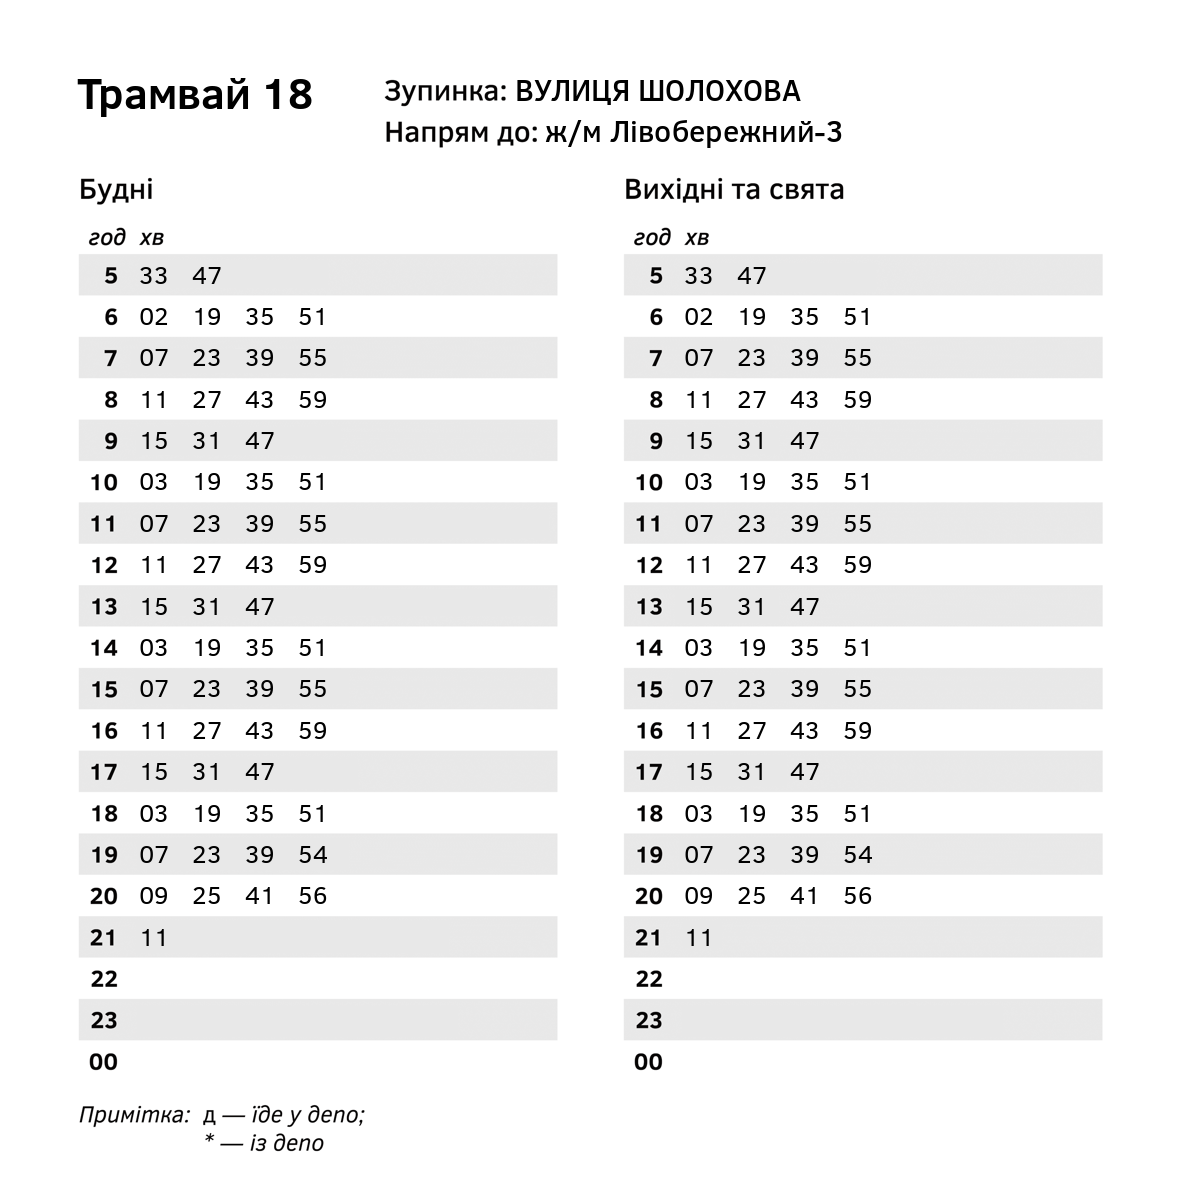 Трамвай 18
Зупинка: ВУЛИЦЯ ШОЛОХОВА
Напрям до: ж/м Лівобережний-3
Будні
год хв
5 33 47
6 02 19 35 51
7 07 23 39 55
8 11 27 43 59
9 15 31 47
10 03 19 35 51
11 07 23 39 55
12 11 27 43 59
13 15 31 47
14 03 19 35 51
15 07 23 39 55
16 11 27 43 59
17 15 31 47
18 03 19 35 51
19 07 23 39 54
20 09 25 41 56
21 11
22
23
00
Вихідні та свята
год хв
5 33 47
6 02 19 35 51
7 07 23 39 55
8 11 27 43 59
9 15 31 47
10 03 19 35 51
11 07 23 39 55
12 11 27 43 59
13 15 31 47
14 03 19 35 51
15 07 23 39 55
16 11 27 43 59
17 15 31 47
18 03 19 35 51
19 07 23 39 54
20 09 25 41 56
21 11
22
23
00
Примітка: д — їде у депо;
* — із депо